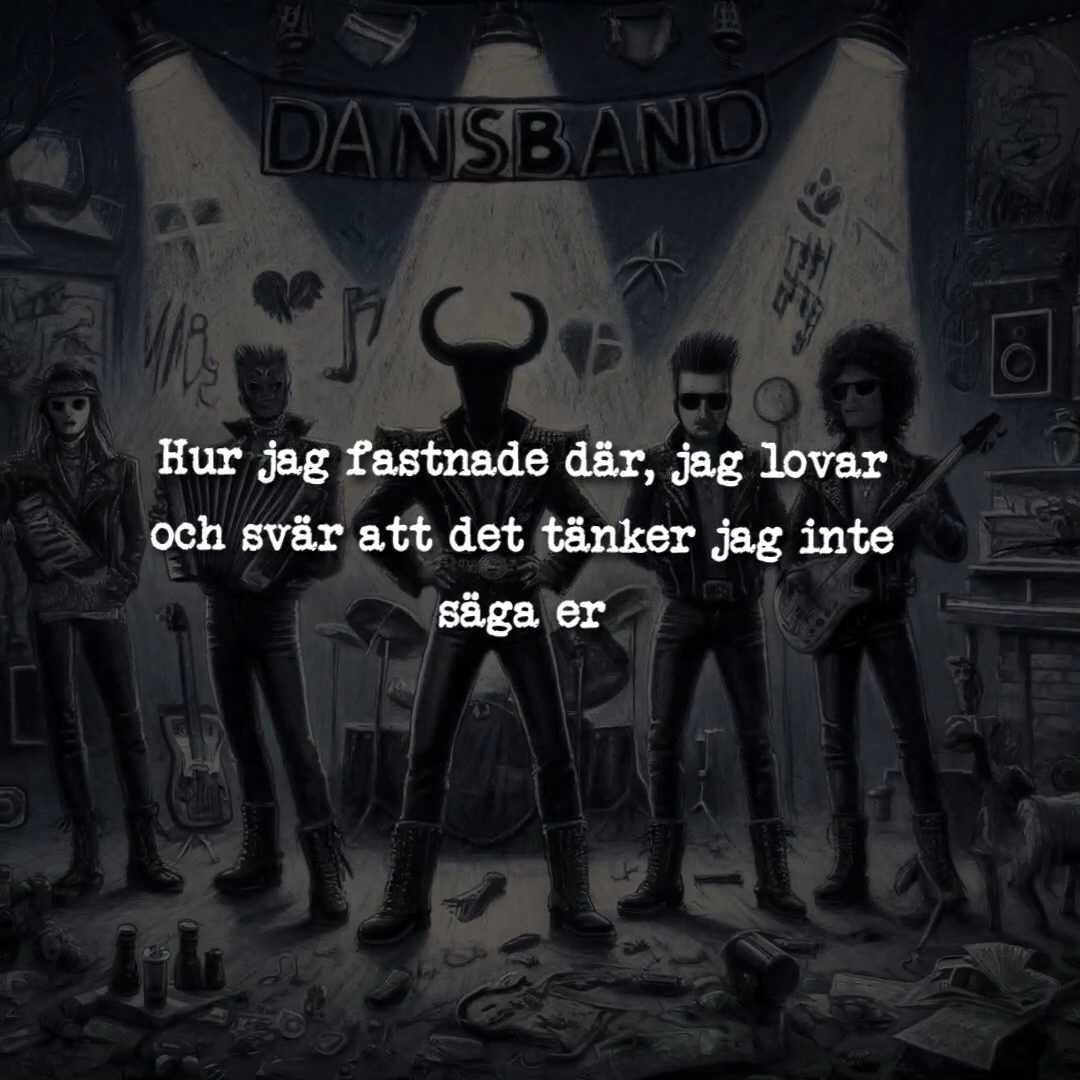 DANSBAND
Hur jag fastnade där, jag lovar
och svär att det tänker jag inte
säga er